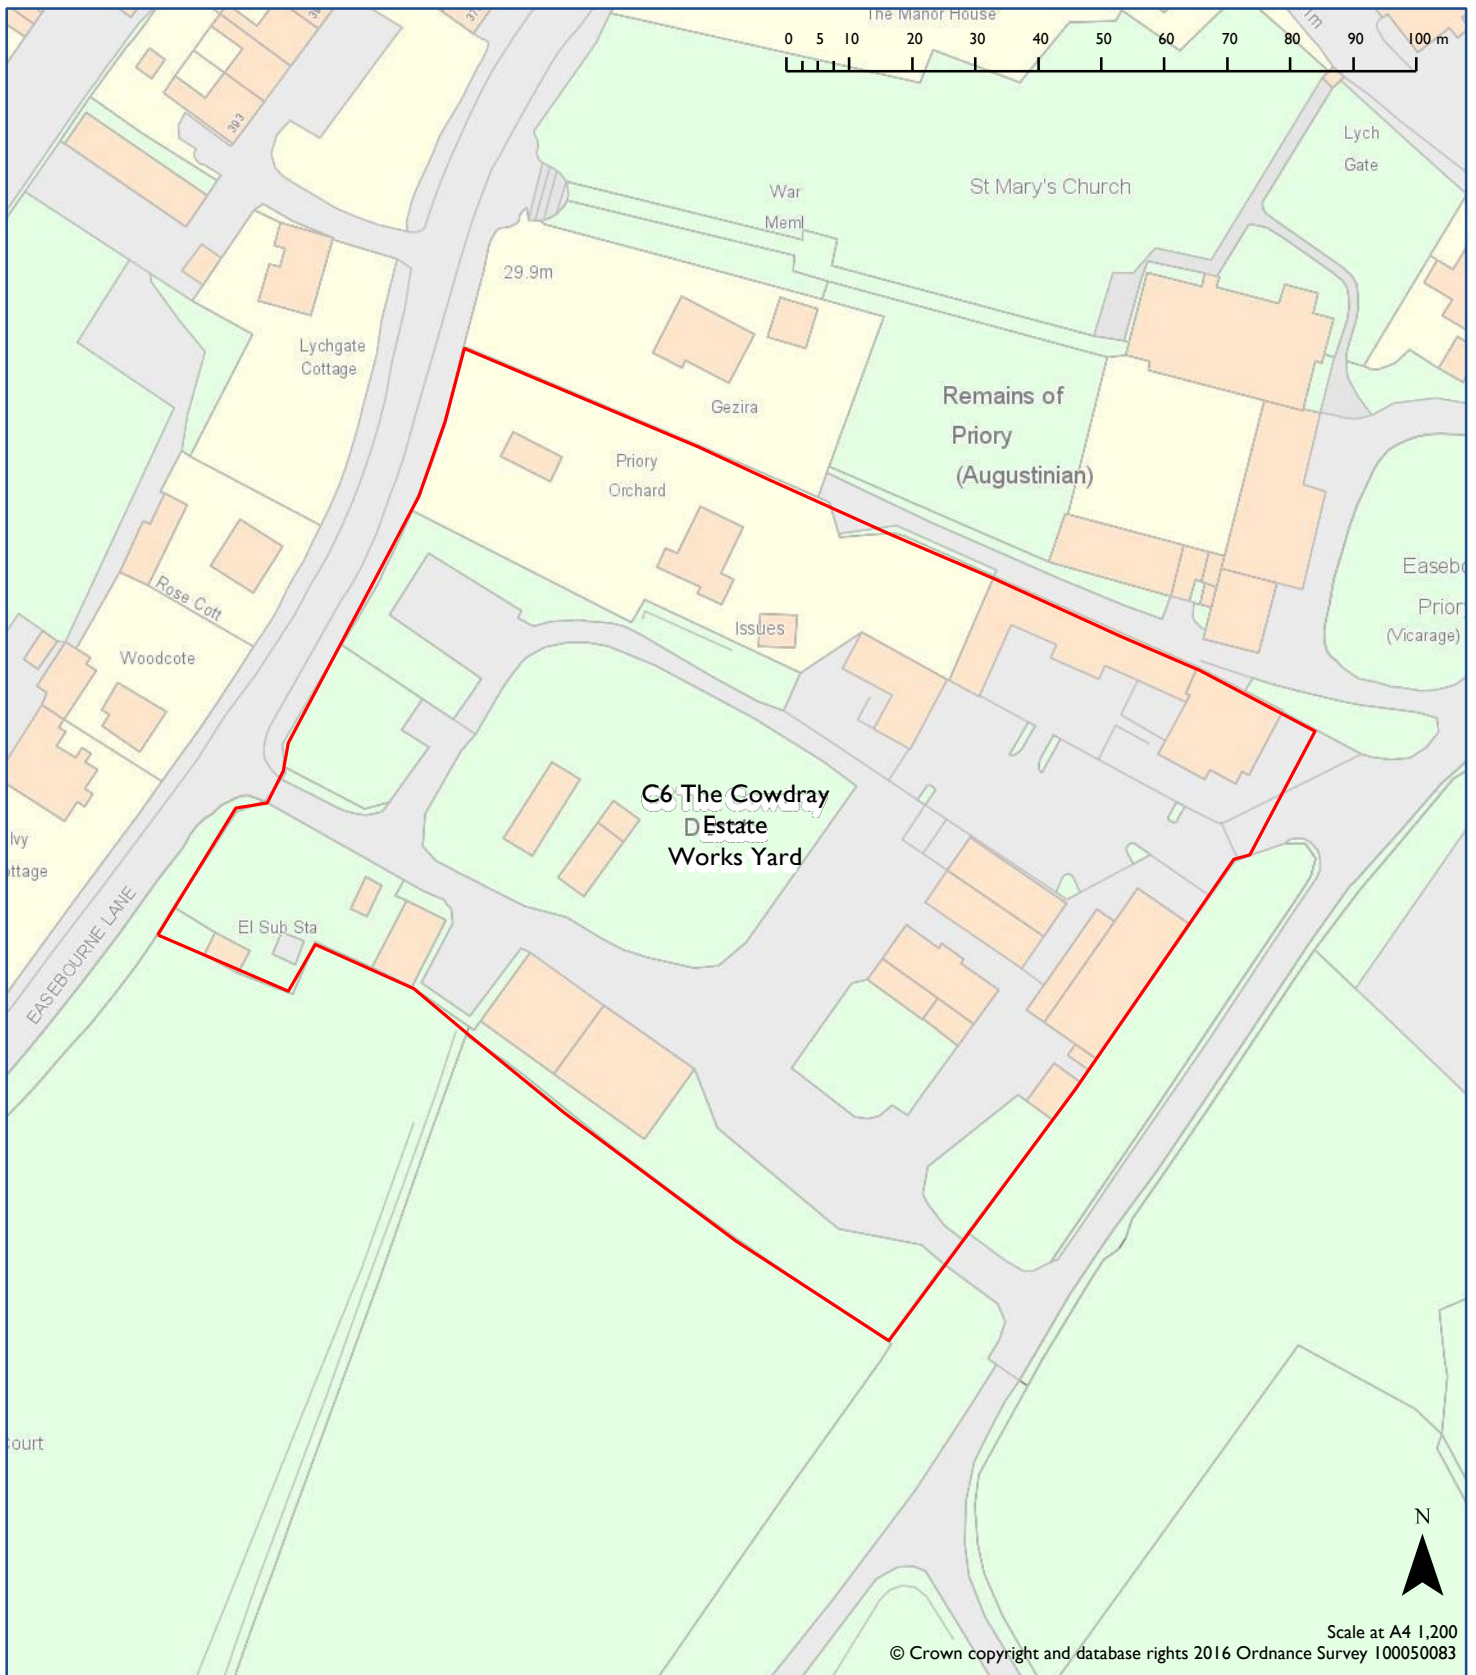 The Manor House
0 5 10 20 30 40 50 60 70 80 90 100 m
393
Lych
Gate
War
Meml
St Mary's Church
29.9m
Lychgate
Cottage
Gezira
Remains of
Priory
(Augustinian)
Priory
Orchard
Rose Cott
Woodcote
Issues
Easebo
Prior
(Vicarage)
C6 The Cowdray
Estate
Works Yard
Ivy
ottage
El Sub Sta
EASEBOURNE LANE
Court
N
Scale at A4 1,200
© Crown copyright and database rights 2016 Ordnance Survey 100050083